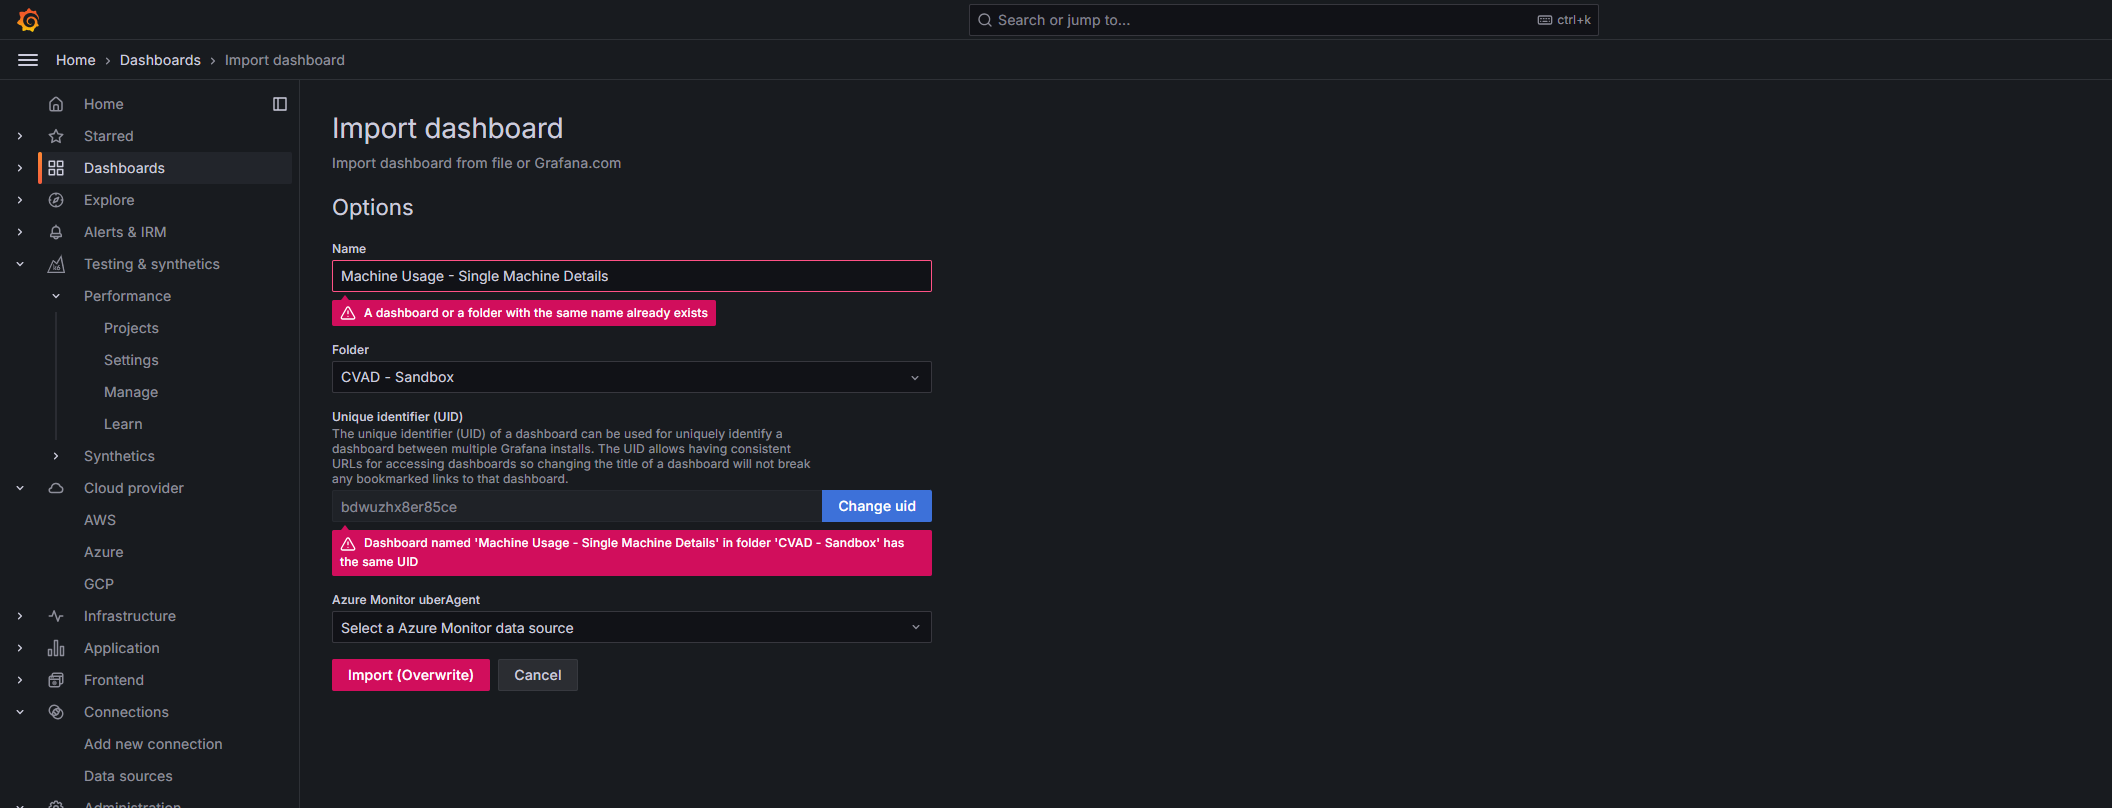 Search or jump to...
ctrl+k
Home › Dashboards › Import dashboard
Home
Starred
Dashboards
Explore
Alerts & IRM
Testing & synthetics
Performance
Projects
Settings
Manage
Learn
Synthetics
Cloud provider
AWS
Azure
GCP
Infrastructure
Application
Frontend
Connections
Add new connection
Data sources
Administration
Import dashboard
Import dashboard from file or Grafana.com
Options
Name
Machine Usage - Single Machine Details
A dashboard or a folder with the same name already exists
Folder
CVAD - Sandbox
Unique identifier (UID)
The unique identifier (UID) of a dashboard can be used for uniquely identify a
dashboard between multiple Grafana installs. The UID allows having consistent
URLs for accessing dashboards so changing the title of a dashboard will not break
any bookmarked links to that dashboard.
bdwuzhx8er85ce
Change uid
Dashboard named 'Machine Usage - Single Machine Details' in folder 'CVAD - Sandbox' has
the same UID
Azure Monitor uberAgent
Select a Azure Monitor data source
Import (Overwrite)
Cancel